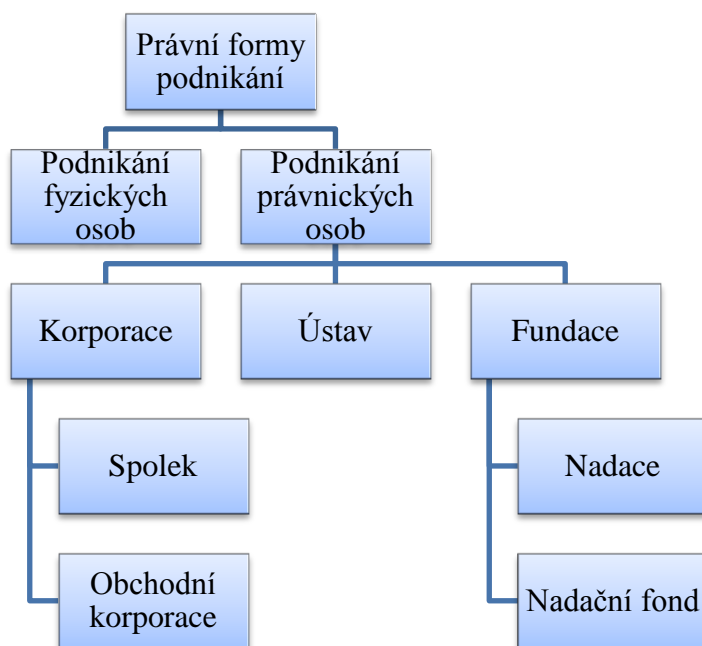 Právní formy
podnikání
Podnikání
fyzických
osob
Podnikání
právnických
osob
Korporace
Ústav
Fundace
Spolek
Nadace
Obchodní
korporace
Nadační fond